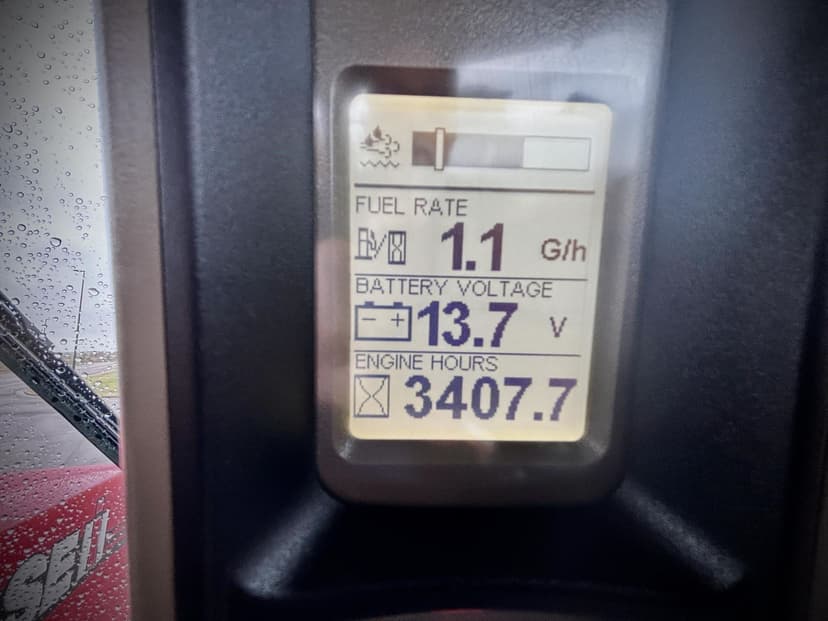 FUEL RATE
1.1 G/h
BATTERY VOLTAGE
- + 13.7 V
ENGINE HOURS
3407.7